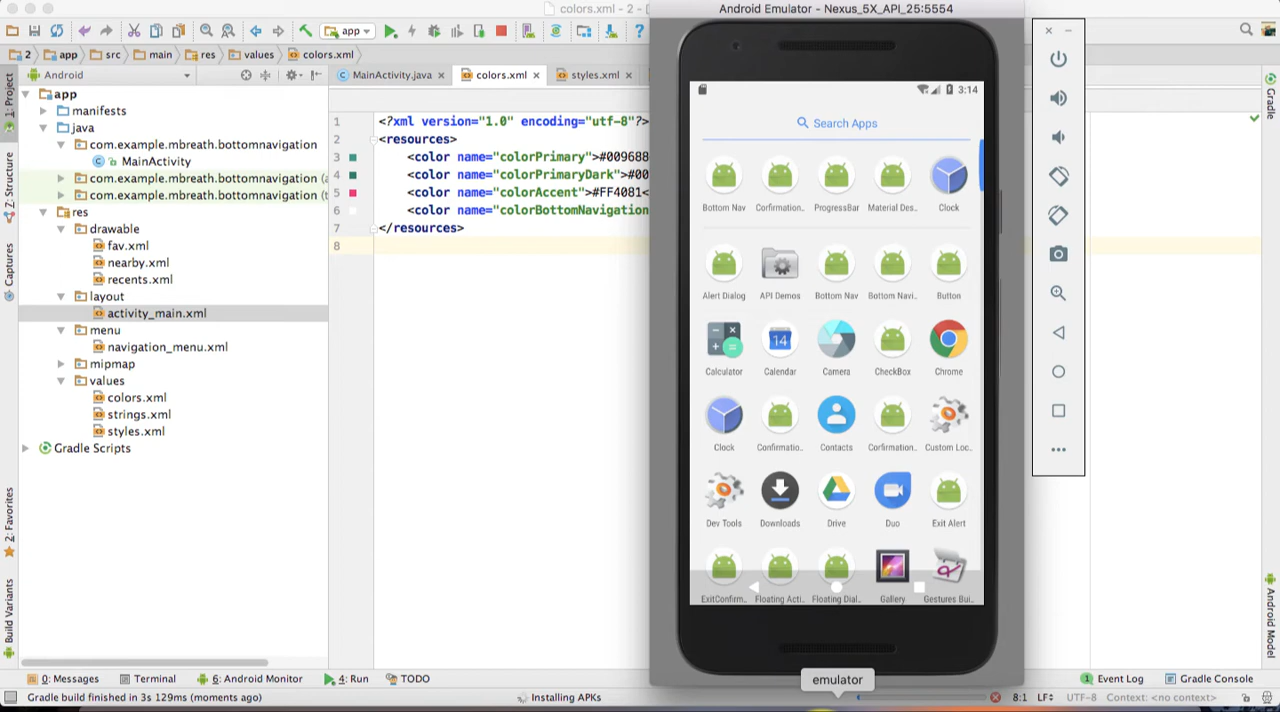 colors.xml - 2 -
Android Emulator - Nexus_5X_API_25:5554
app
2
app
src
main
res
values
colors.xml
Android
MainActivity.java
colors.xml
styles.xml
1: Project
Z: Structure
Captures
2: Favorites
Build Variants
app
manifests
java
com.example.mbreath.bottomnavigation
MainActivity
com.example.mbreath.bottomnavigation (a
com.example.mbreath.bottomnavigation (t
res
drawable
fav.xml
nearby.xml
recents.xml
layout
activity_main.xml
menu
navigation_menu.xml
mipmap
values
colors.xml
strings.xml
styles.xml
Gradle Scripts
1 <?xml version="1.0" encoding="utf-8"?>
2 <resources>
3 <color name="colorPrimary">#009688
4 <color name="colorPrimaryDark">#00
5 <color name="colorAccent">#FF4081<
6 <color name="colorBottomNavigation
7 </resources>
8
3:14
Search Apps
Bottom Nav
Confirmation..
ProgressBar
Material Des..
Clock
Alert Dialog
API Demos
Bottom Nav
Bottom Navi..
Button
14
Calculator
Calendar
Camera
CheckBox
Chrome
Clock
Confirmatio..
Contacts
Confirmation..
Custom Loc..
Dev Tools
Downloads
Drive
Duo
Exit Alert
ExitConfirm..
Floating Acti..
Floating Dial..
Gallery
Gestures Bui..
Gradle
Android Model
0: Messages
Terminal
6: Android Monitor
4: Run
TODO
emulator
1 Event Log
Gradle Console
Gradle build finished in 3s 129ms (moments ago)
Installing APKs
8:1
LF
UTF-8
Context: <no context>